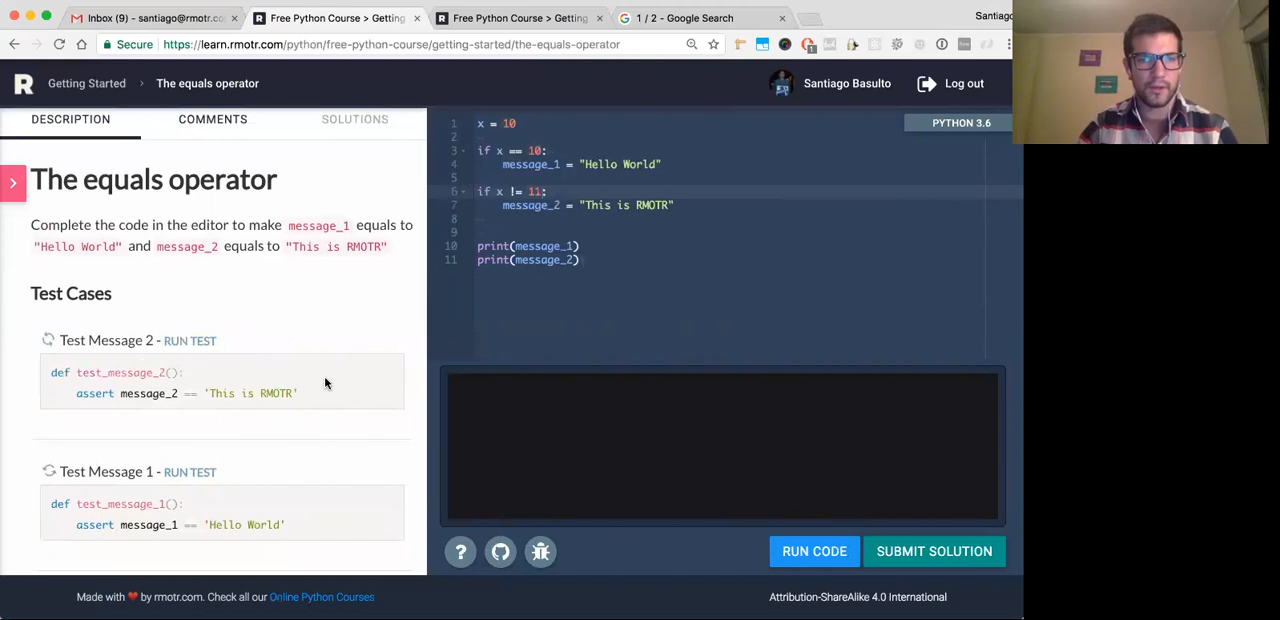 Inbox (9) - santiago@rmotr.co
Free Python Course > Getting
Free Python Course > Getting
1 / 2 - Google Search
Santiago
Secure
https://learn.rmotr.com/python/free-python-course/getting-started/the-equals-operator
R
Getting Started
The equals operator
Santiago Basulto
Log out
DESCRIPTION
COMMENTS
SOLUTIONS
The equals operator
Complete the code in the editor to make message_1 equals to
"Hello World" and message_2 equals to "This is RMOTR"
Test Cases
Test Message 2 - RUN TEST
def test_message_2():
assert message_2 == 'This is RMOTR'
Test Message 1 - RUN TEST
def test_message_1():
assert message_1 == 'Hello World'
PYTHON 3.6
1 x = 10
2
3 if x == 10:
4 message_1 = "Hello World"
5
6 if x != 11:
7 message_2 = "This is RMOTR"
8
9
10 print(message_1)
11 print(message_2)
?
RUN CODE
SUBMIT SOLUTION
Made with ❤ by rmotr.com. Check all our Online Python Courses
Attribution-ShareAlike 4.0 International